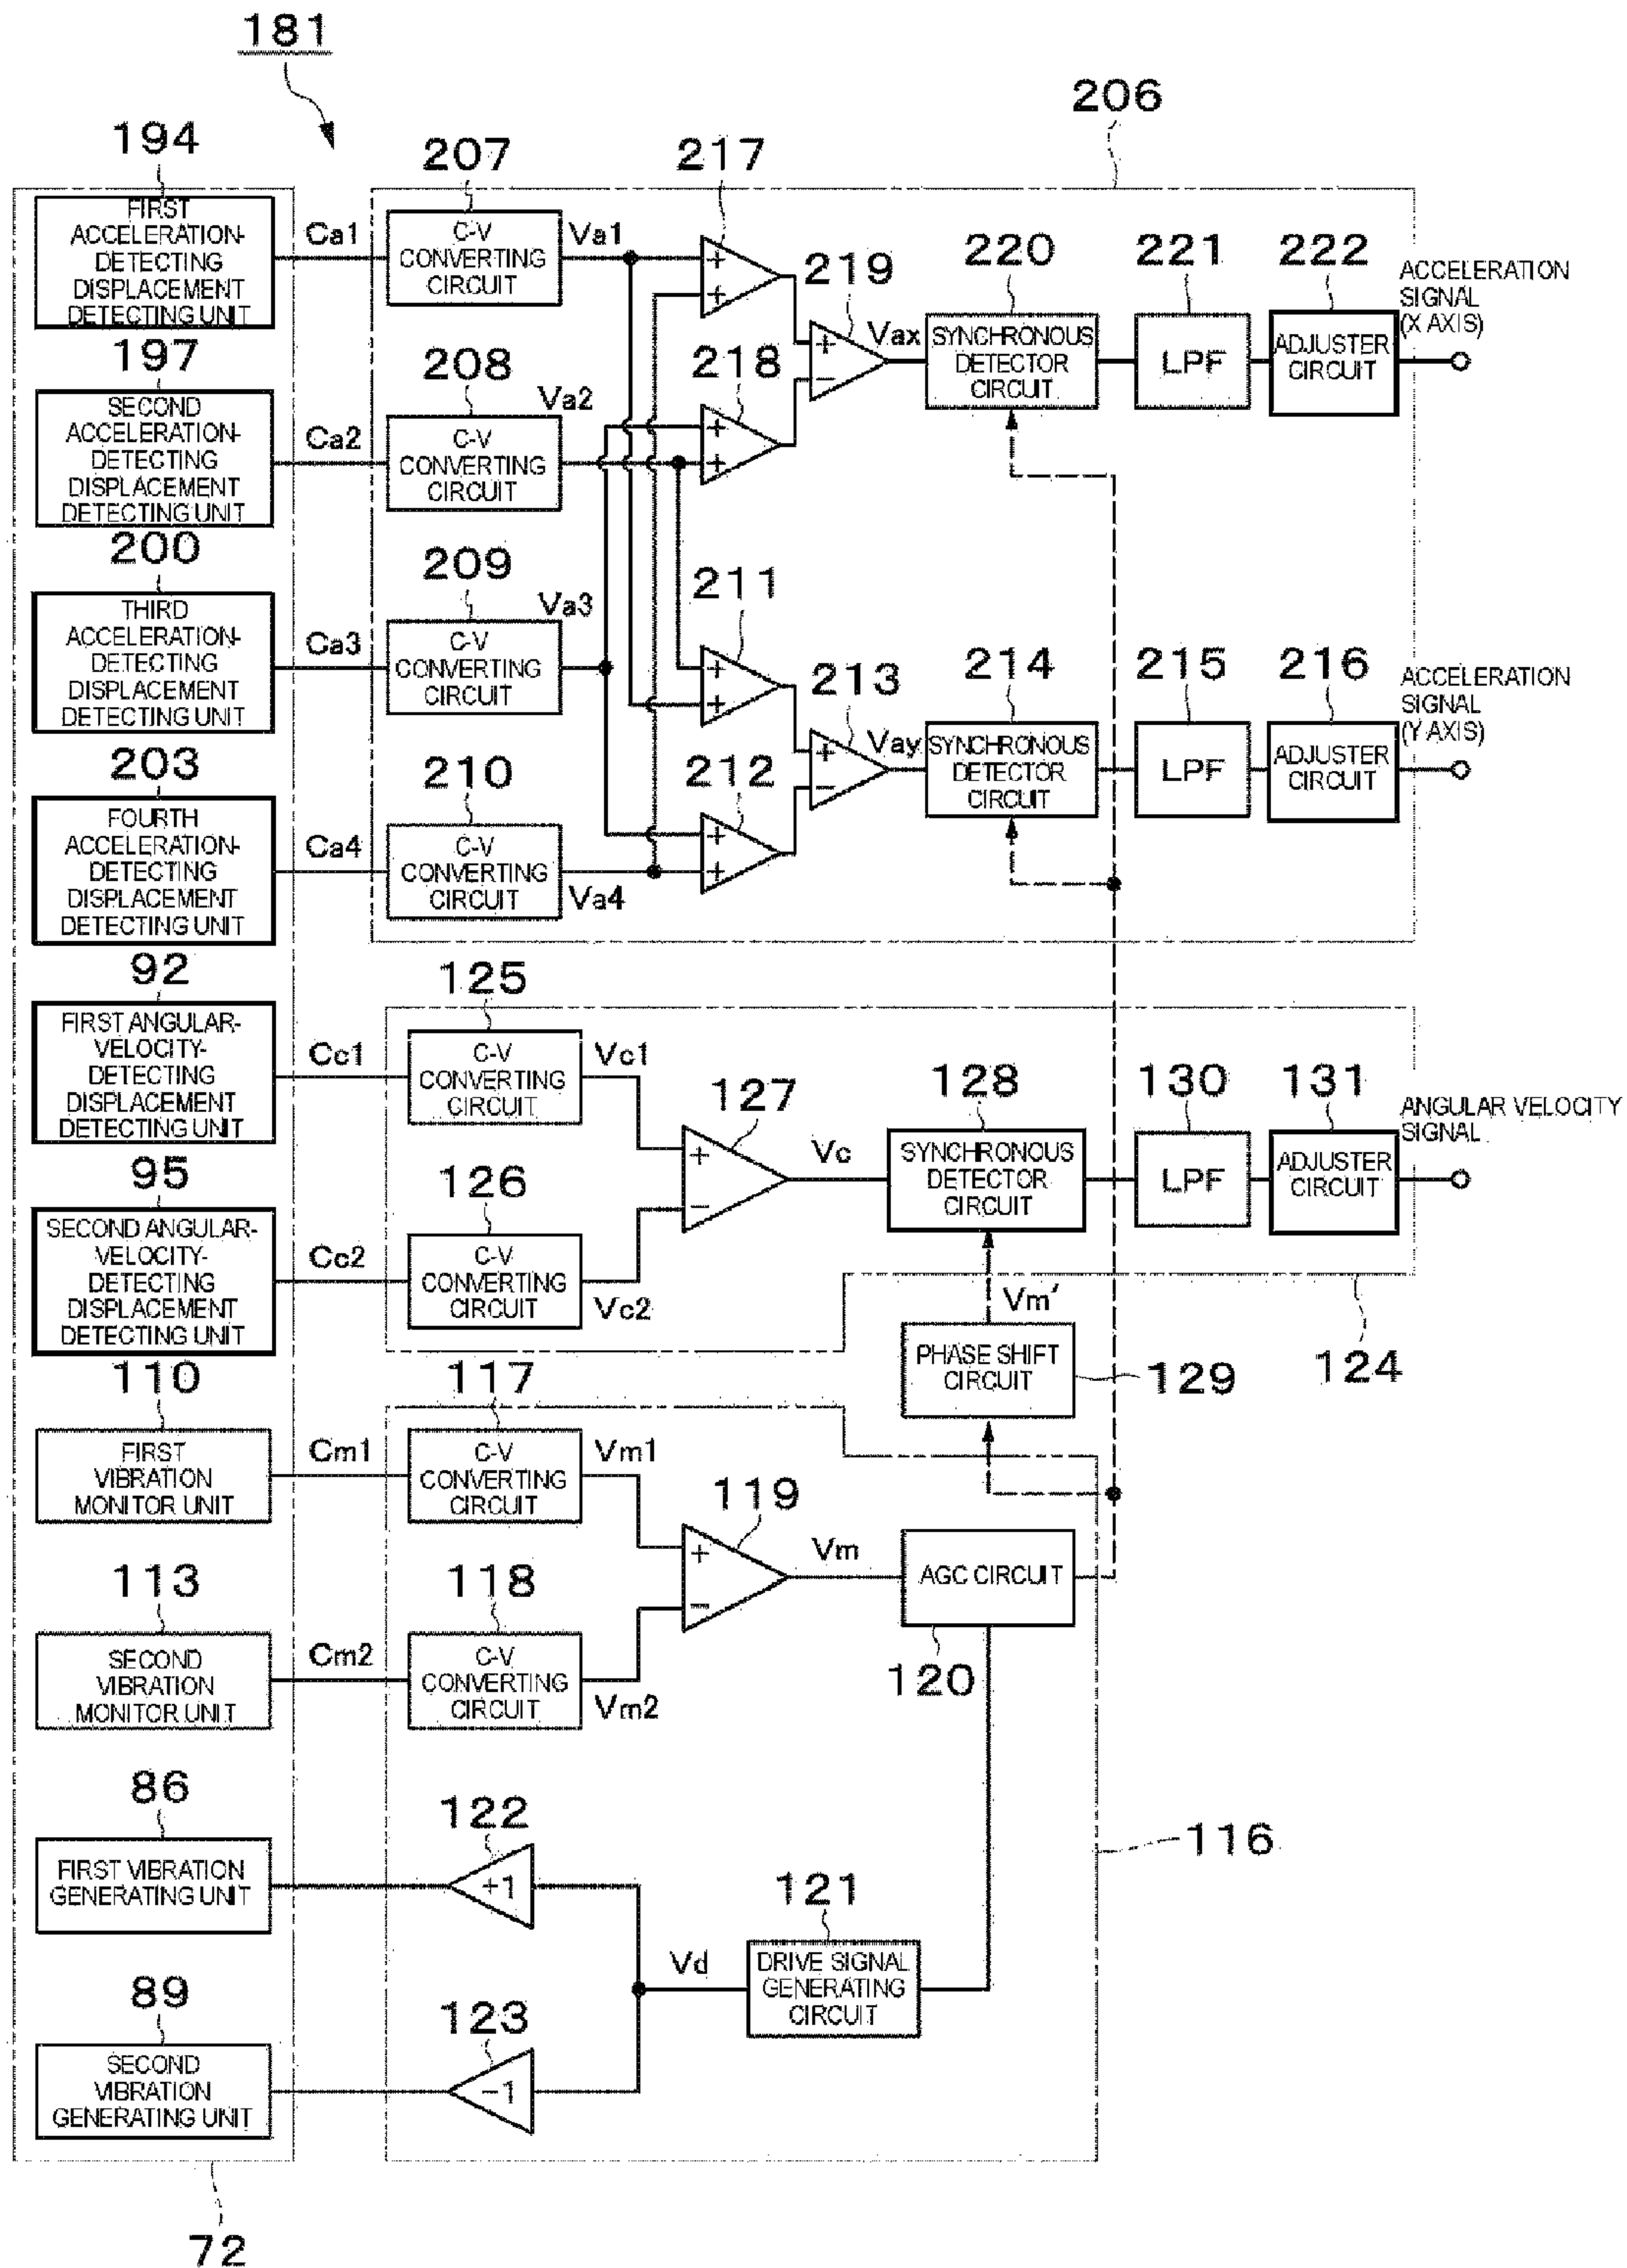 181
206
194
207
217
FIRST
ACCELERATION-
DETECTING
DISPLACEMENT
DETECTING UNIT
Ca1
C-V
CONVERTING
CIRCUIT
Va1
+
+
219
220
221
222
ACCELERATION
SIGNAL
(X AXIS)
197
208
218
+
−
Vax
SYNCHRONOUS
DETECTOR
CIRCUIT
LPF
ADJUSTER
CIRCUIT
SECOND
ACCELERATION-
DETECTING
DISPLACEMENT
DETECTING UNIT
Ca2
C-V
CONVERTING
CIRCUIT
Va2
+
+
200
209
211
THIRD
ACCELERATION-
DETECTING
DISPLACEMENT
DETECTING UNIT
Ca3
C-V
CONVERTING
CIRCUIT
Va3
+
+
213
214
215
216
ACCELERATION
SIGNAL
(Y AXIS)
203
210
212
+
−
Vay
SYNCHRONOUS
DETECTOR
CIRCUIT
LPF
ADJUSTER
CIRCUIT
FOURTH
ACCELERATION-
DETECTING
DISPLACEMENT
DETECTING UNIT
Ca4
C-V
CONVERTING
CIRCUIT
Va4
+
+
92
125
FIRST ANGULAR-
VELOCITY-
DETECTING
DISPLACEMENT
DETECTING UNIT
Cc1
C-V
CONVERTING
CIRCUIT
Vc1
127
128
130
131
ANGULAR VELOCITY
SIGNAL
+
−
Vc
SYNCHRONOUS
DETECTOR
CIRCUIT
LPF
ADJUSTER
CIRCUIT
95
126
SECOND ANGULAR-
VELOCITY-
DETECTING
DISPLACEMENT
DETECTING UNIT
Cc2
C-V
CONVERTING
CIRCUIT
Vc2
Vm'
PHASE SHIFT
CIRCUIT
129
124
110
117
FIRST
VIBRATION
MONITOR UNIT
Cm1
C-V
CONVERTING
CIRCUIT
Vm1
119
+
−
Vm
AGC CIRCUIT
120
113
118
SECOND
VIBRATION
MONITOR UNIT
Cm2
C-V
CONVERTING
CIRCUIT
Vm2
86
122
116
FIRST VIBRATION
GENERATING UNIT
+1
121
Vd
DRIVE SIGNAL
GENERATING
CIRCUIT
89
123
SECOND
VIBRATION
GENERATING UNIT
−1
72